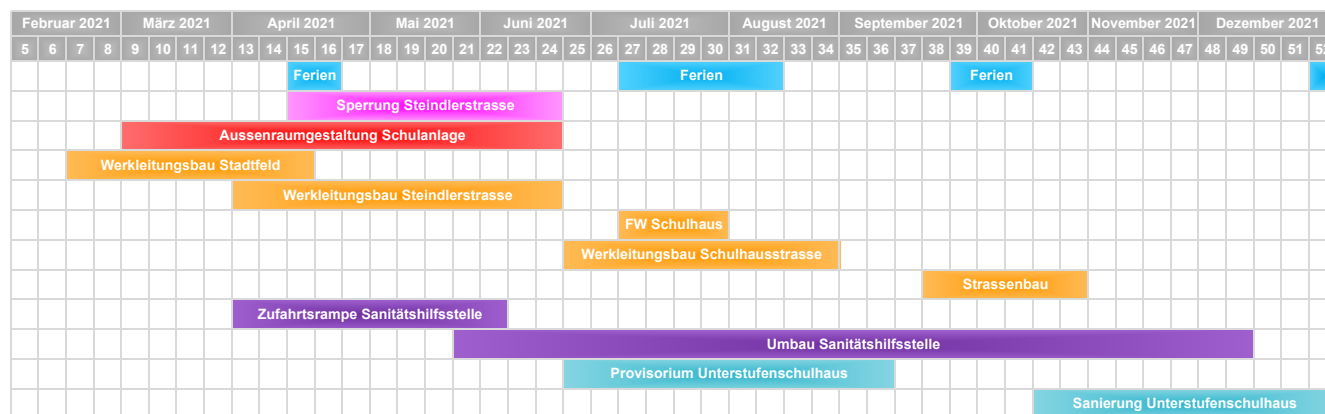 Februar 2021 März 2021 April 2021 Mai 2021 Juni 2021 Juli 2021 August 2021 September 2021 Oktober 2021 November 2021 Dezember 2021
5 6 7 8 9 10 11 12 13 14 15 16 17 18 19 20 21 22 23 24 25 26 27 28 29 30 31 32 33 34 35 36 37 38 39 40 41 42 43 44 45 46 47 48 49 50 51 52
Ferien Ferien Ferien
Sperrung Steindlerstrasse
Aussenraumgestaltung Schulanlage
Werkleitungsbau Stadtfeld
Werkleitungsbau Steindlerstrasse
FW Schulhaus
Werkleitungsbau Schulhausstrasse
Strassenbau
Zufahrtsrampe Sanitätshilfsstelle
Umbau Sanitätshilfsstelle
Provisorium Unterstufenschulhaus
Sanierung Unterstufenschulhaus